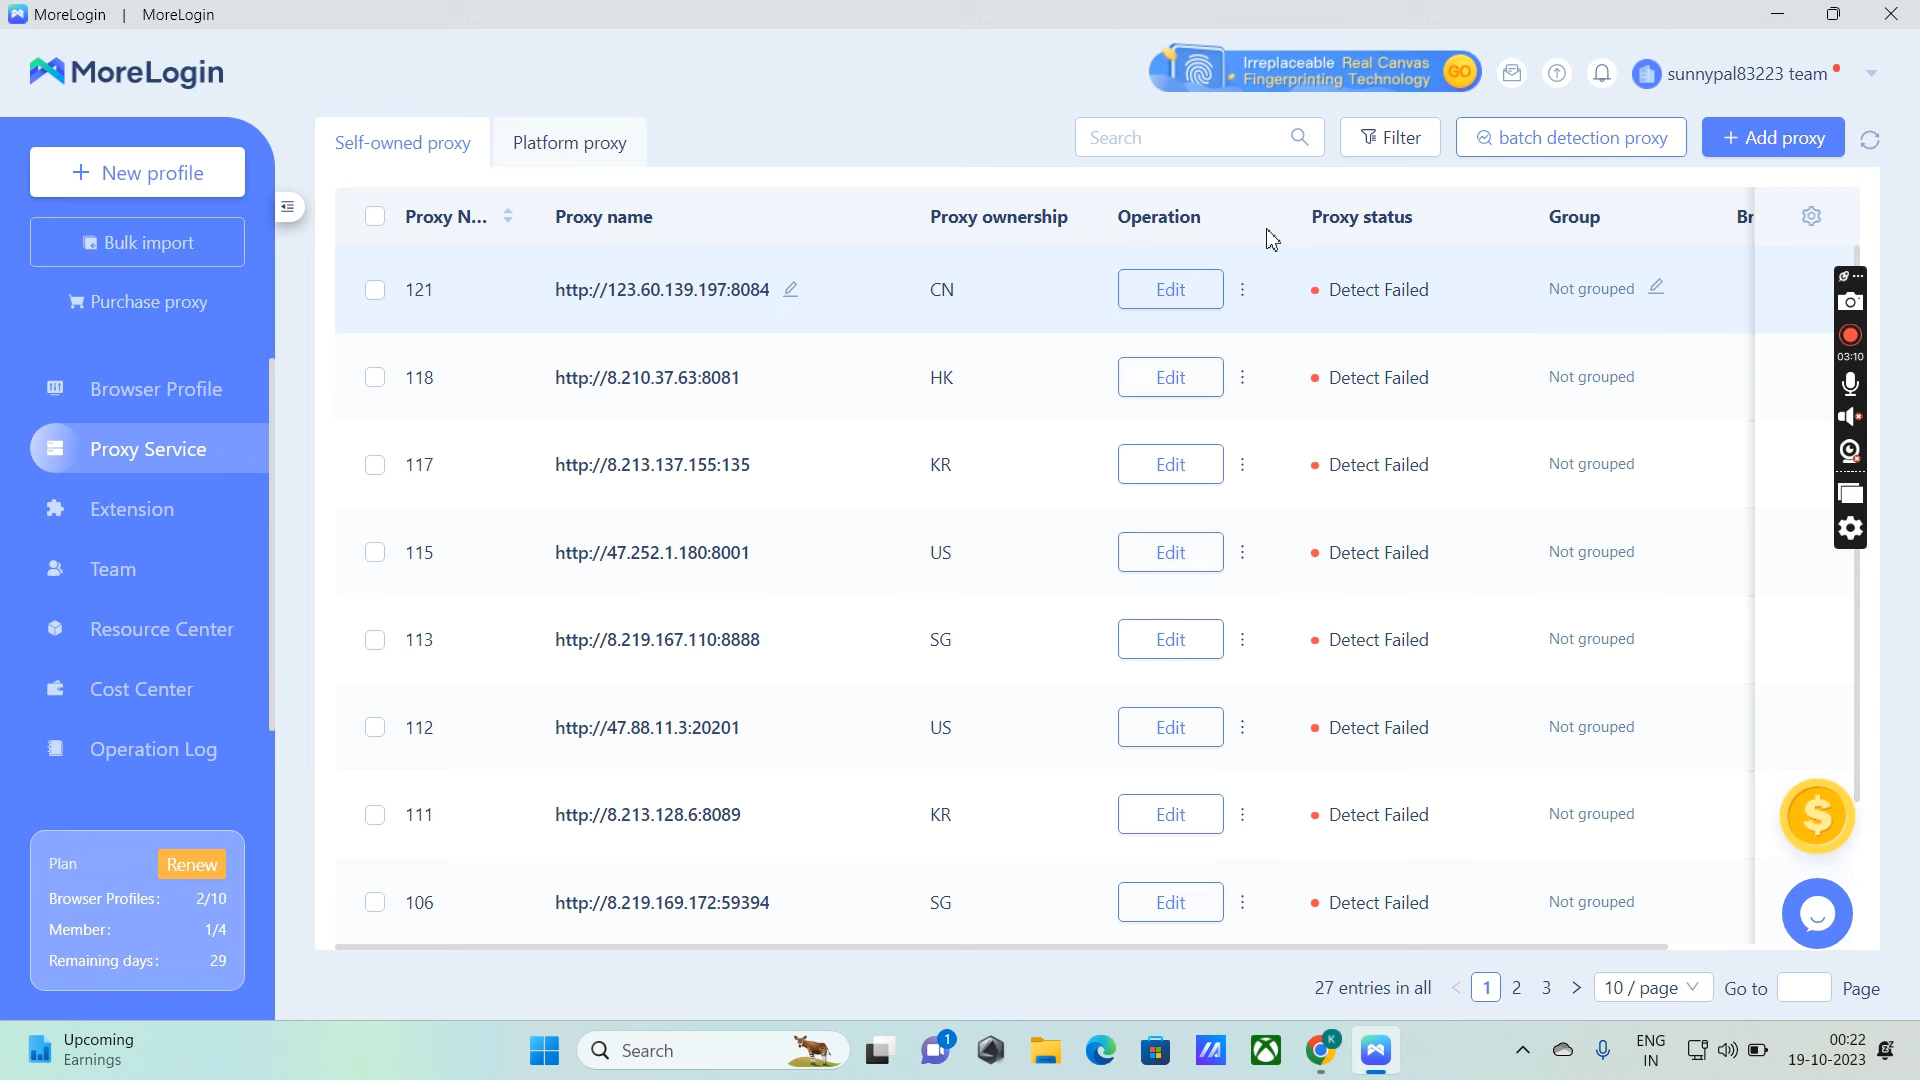 MoreLogin | MoreLogin
MoreLogin
Irreplaceable Real Canvas
Fingerprinting Technology
GO
sunnypal83223 team
+ New profile
Bulk import
Purchase proxy
Browser Profile
Proxy Service
Extension
Team
Resource Center
Cost Center
Operation Log
Plan Renew
Browser Profiles: 2/10
Member: 1/4
Remaining days: 29
Self-owned proxy Platform proxy
Search Filter batch detection proxy + Add proxy
Proxy N... Proxy name Proxy ownership Operation Proxy status Group Br
121 http://123.60.139.197:8084 CN Edit Detect Failed Not grouped
118 http://8.210.37.63:8081 HK Edit Detect Failed Not grouped
117 http://8.213.137.155:135 KR Edit Detect Failed Not grouped
115 http://47.252.1.180:8001 US Edit Detect Failed Not grouped
113 http://8.219.167.110:8888 SG Edit Detect Failed Not grouped
112 http://47.88.11.3:20201 US Edit Detect Failed Not grouped
111 http://8.213.128.6:8089 KR Edit Detect Failed Not grouped
106 http://8.219.169.172:59394 SG Edit Detect Failed Not grouped
03:10
$
27 entries in all < 1 2 3 > 10 / page Go to Page
Upcoming
Earnings
Search
1
K
ENG
IN
00:22
19-10-2023